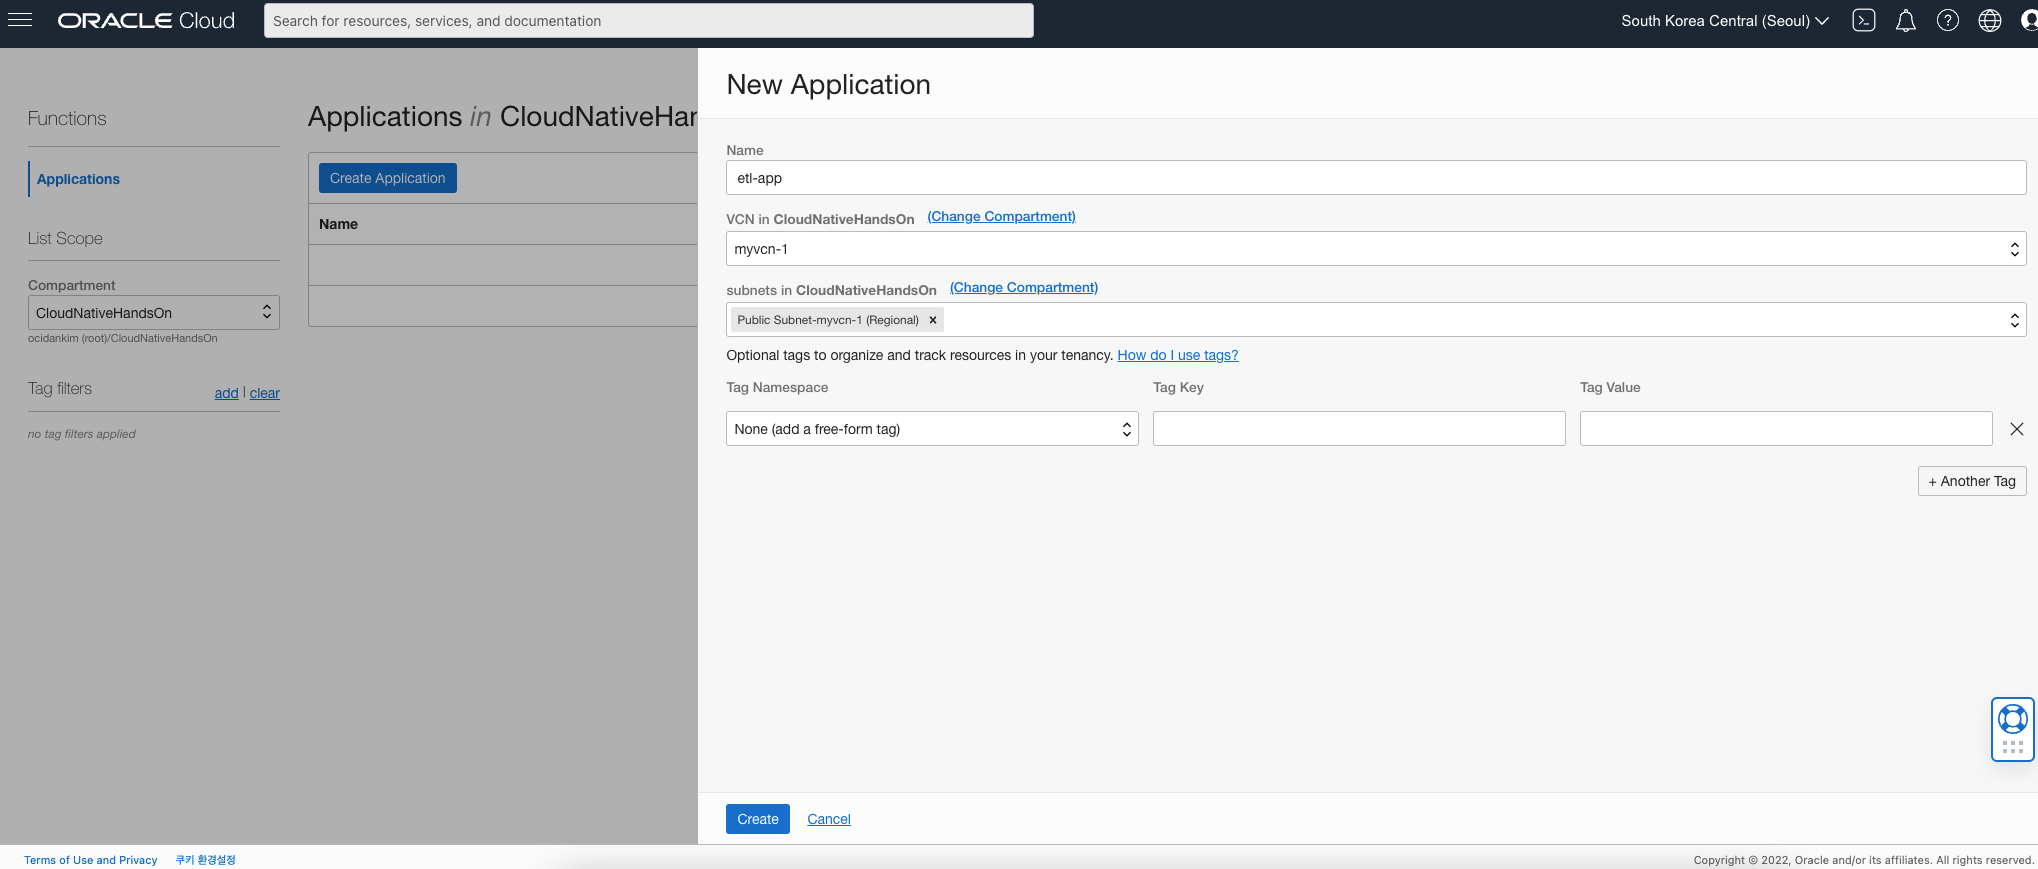 ORACLE Cloud
Search for resources, services, and documentation
South Korea Central (Seoul)
Functions
Applications
List Scope
Compartment
CloudNativeHandsOn
ocidankim (root)/CloudNativeHandsOn
Tag filters
add | clear
no tag filters applied
Applications in CloudNativeHan
Create Application
Name
New Application
Name
etl-app
VCN in CloudNativeHandsOn (Change Compartment)
myvcn-1
subnets in CloudNativeHandsOn (Change Compartment)
Public Subnet-myvcn-1 (Regional) ×
Optional tags to organize and track resources in your tenancy. How do I use tags?
Tag Namespace Tag Key Tag Value
None (add a free-form tag)
+ Another Tag
Create Cancel
Terms of Use and Privacy 쿠키 환경설정
Copyright © 2022, Oracle and/or its affiliates. All rights reserved.